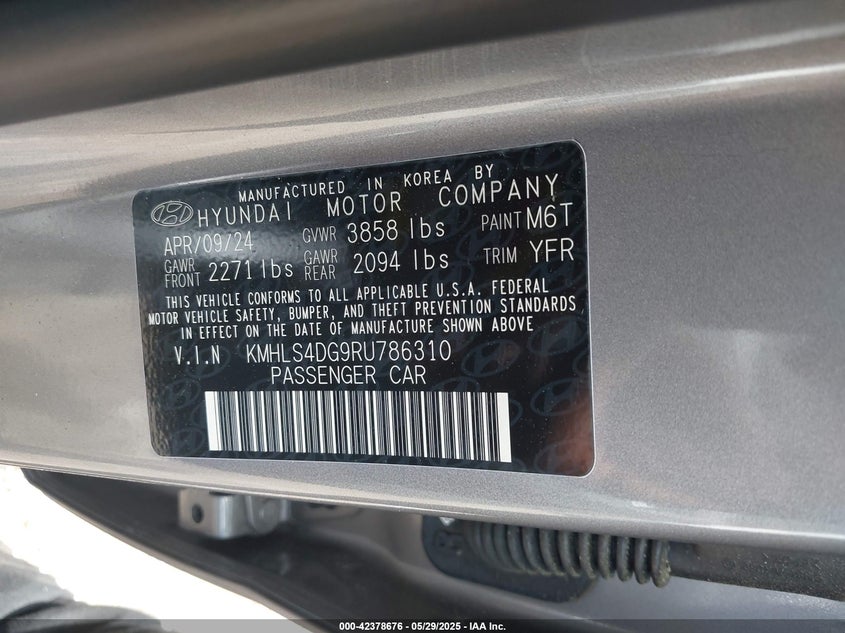 MANUFACTURED IN KOREA BY
HYUNDAI MOTOR COMPANY
APR/09/24 GVWR 3858 lbs PAINT M6T
GAWR FRONT 2271 lbs GAWR REAR 2094 lbs TRIM YFR
THIS VEHICLE CONFORMS TO ALL APPLICABLE U.S.A. FEDERAL
MOTOR VEHICLE SAFETY, BUMPER, AND THEFT PREVENTION STANDARDS
IN EFFECT ON THE DATE OF MANUFACTURE SHOWN ABOVE
V.I.N KMHLS4DG9RU786310
PASSENGER CAR
000-42378676 - 05/29/2025 - IAA Inc.